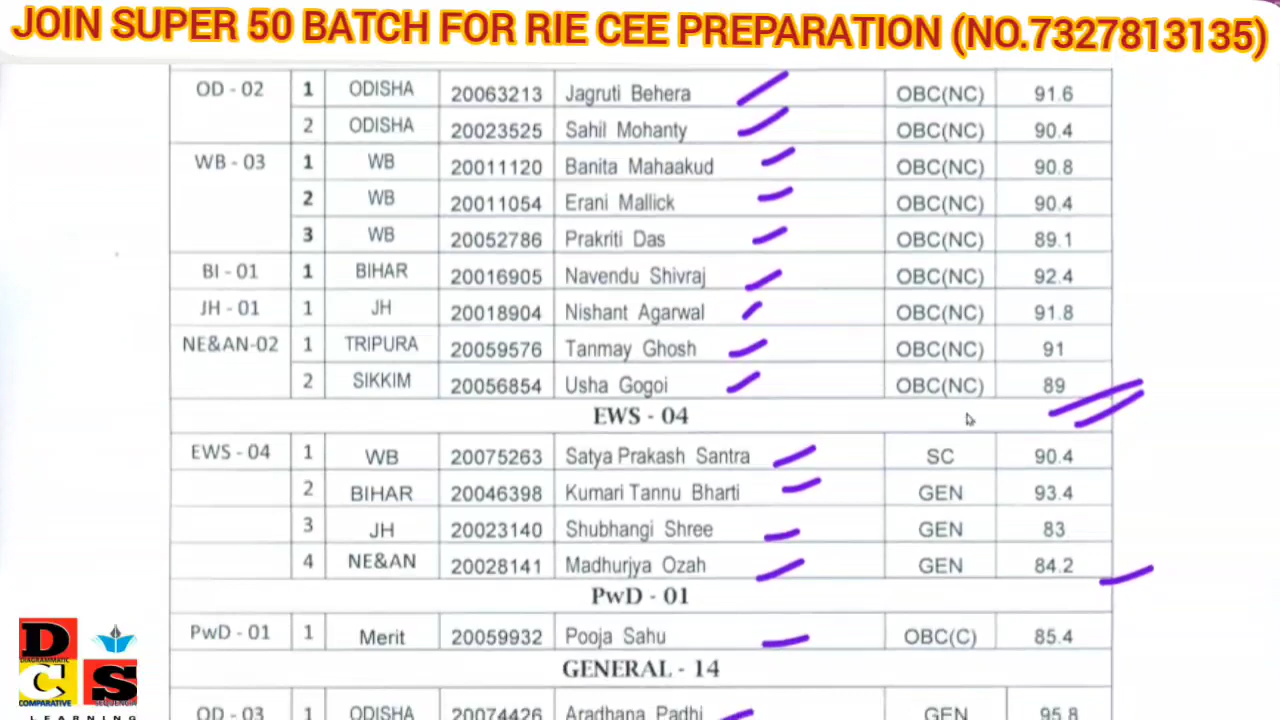 JOIN SUPER 50 BATCH FOR RIE CEE PREPARATION (NO.7327813135)
OD - 02 1 ODISHA 20063213 Jagruti Behera OBC(NC) 91.6
2 ODISHA 20023525 Sahil Mohanty OBC(NC) 90.4
WB - 03 1 WB 20011120 Banita Mahaakud OBC(NC) 90.8
2 WB 20011054 Erani Mallick OBC(NC) 90.4
3 WB 20052786 Prakriti Das OBC(NC) 89.1
BI - 01 1 BIHAR 20016905 Navendu Shivraj OBC(NC) 92.4
JH - 01 1 JH 20018904 Nishant Agarwal OBC(NC) 91.8
NE&AN-02 1 TRIPURA 20059576 Tanmay Ghosh OBC(NC) 91
2 SIKKIM 20056854 Usha Gogoi OBC(NC) 89
EWS - 04
EWS - 04 1 WB 20075263 Satya Prakash Santra SC 90.4
2 BIHAR 20046398 Kumari Tannu Bharti GEN 93.4
3 JH 20023140 Shubhangi Shree GEN 83
4 NE&AN 20028141 Madhurjya Ozah GEN 84.2
PwD - 01
PwD - 01 1 Merit 20059932 Pooja Sahu OBC(C) 85.4
GENERAL - 14
OD - 03 1 ODISHA 20074426 Aradhana Padhi GEN 95.8
D
DIAGRAMMATIC
C S
COMPARATIVE
LEARNING